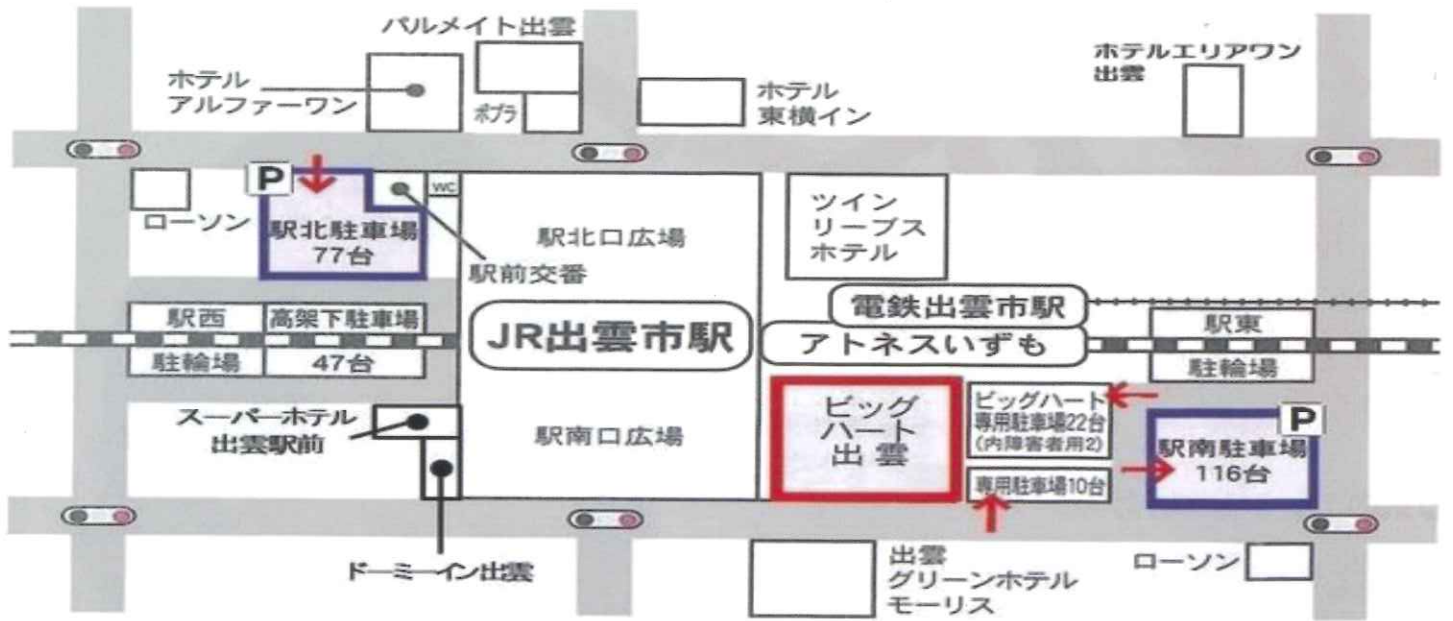 パルメイト出雲
ホテル
アルファーワン
ポプラ
ホテル
東横イン
ホテルエリアワン
出雲
P
ローソン
駅北駐車場
77台
WC
駅前交番
駅北口広場
ツイン
リーブス
ホテル
電鉄出雲市駅
アトネスいずも
JR出雲市駅
駅西
駐輪場
高架下駐車場
47台
駅東
駐輪場
スーパーホテル
出雲駅前
駅南口広場
ビッグ
ハート
出雲
ビッグハート
専用駐車場22台
(内障害者用2)
専用駐車場10台
P
駅南駐車場
116台
ドーミーイン出雲
出雲
グリーンホテル
モーリス
ローソン